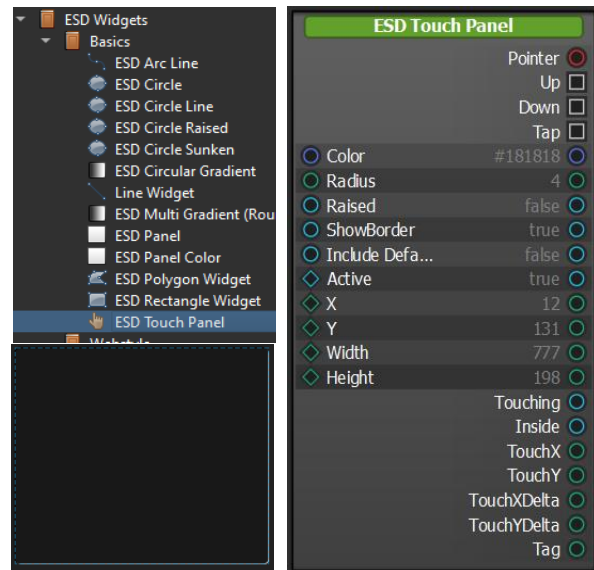 ESD Widgets
Basics
ESD Arc Line
ESD Circle
ESD Circle Line
ESD Circle Raised
ESD Circle Sunken
ESD Circular Gradient
Line Widget
ESD Multi Gradient (Rou
ESD Panel
ESD Panel Color
ESD Polygon Widget
ESD Rectangle Widget
ESD Touch Panel
ESD Touch Panel
Pointer
Up
Down
Tap
Color #181818
Radius 4
Raised false
ShowBorder true
Include Defa... false
Active true
X 12
Y 131
Width 777
Height 198
Touching
Inside
TouchX
TouchY
TouchXDelta
TouchYDelta
Tag